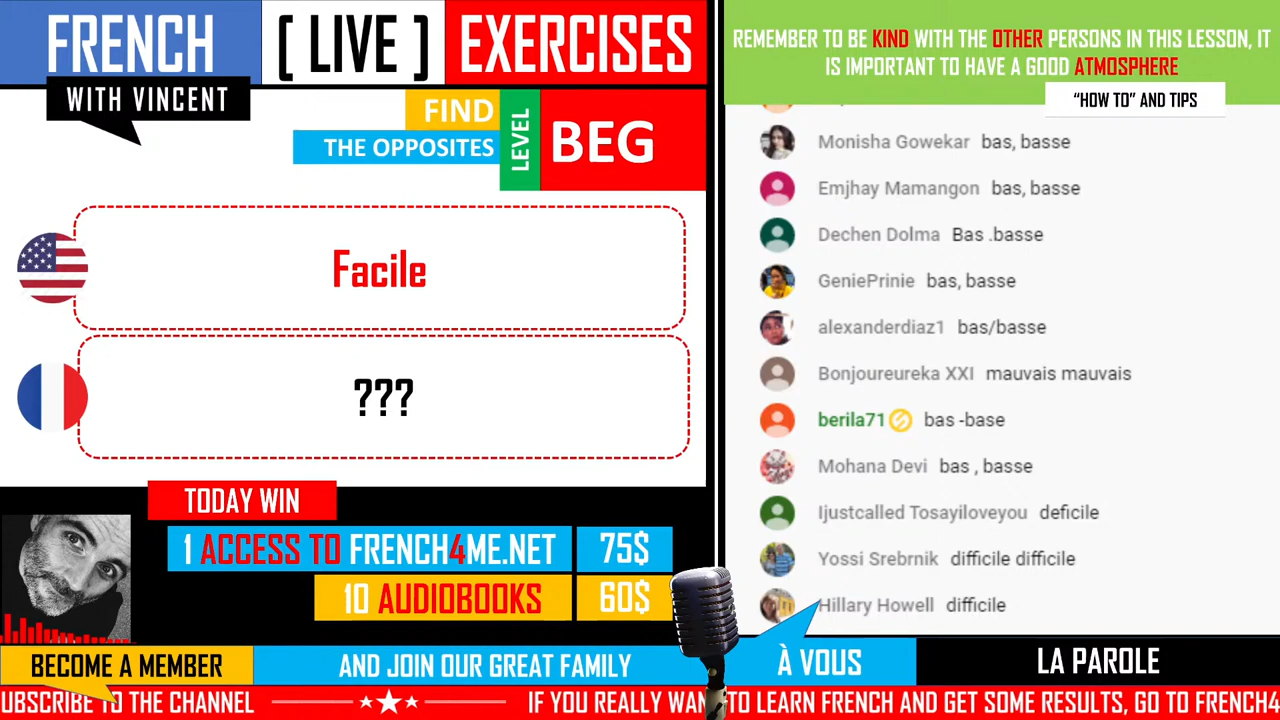 FRENCH
[ LIVE ]
EXERCISES
WITH VINCENT
FIND
THE OPPOSITES
LEVEL
BEG
Facile
???
TODAY WIN
1 ACCESS TO FRENCH4ME.NET
75$
10 AUDIOBOOKS
60$
BECOME A MEMBER
AND JOIN OUR GREAT FAMILY
REMEMBER TO BE KIND WITH THE OTHER PERSONS IN THIS LESSON, IT
IS IMPORTANT TO HAVE A GOOD ATMOSPHERE
“HOW TO” AND TIPS
Monisha Gowekar bas, basse
Emjhay Mamangon bas, basse
Dechen Dolma Bas .basse
GeniePrinie bas, basse
alexanderdiaz1 bas/basse
Bonjoureureka XXI mauvais mauvais
berila71 bas -base
Mohana Devi bas , basse
Ijustcalled Tosayiloveyou deficile
Yossi Srebrnik difficile difficile
Hillary Howell difficile
À VOUS
LA PAROLE
UBSCRIBE TO THE CHANNEL
IF YOU REALLY WANT TO LEARN FRENCH AND GET SOME RESULTS, GO TO FRENCH4